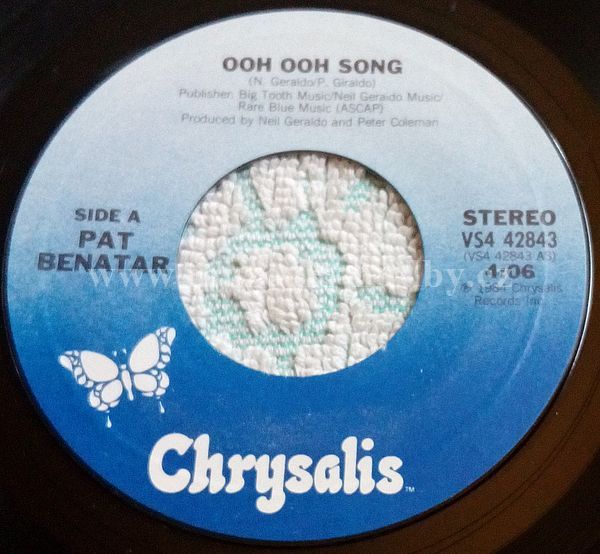 OOH OOH SONG
(N. Geraldo/P. Giraldo)
Publisher: Big Tooth Music/Neil Geraldo Music/
Rare Blue Music (ASCAP)
Produced by Neil Geraldo and Peter Coleman
SIDE A
PAT
BENATAR
STEREO
VS4 42843
(VS4 42843 A3)
4:06
℗ 1984 Chrysalis
Records Inc.
Chrysalis
TM